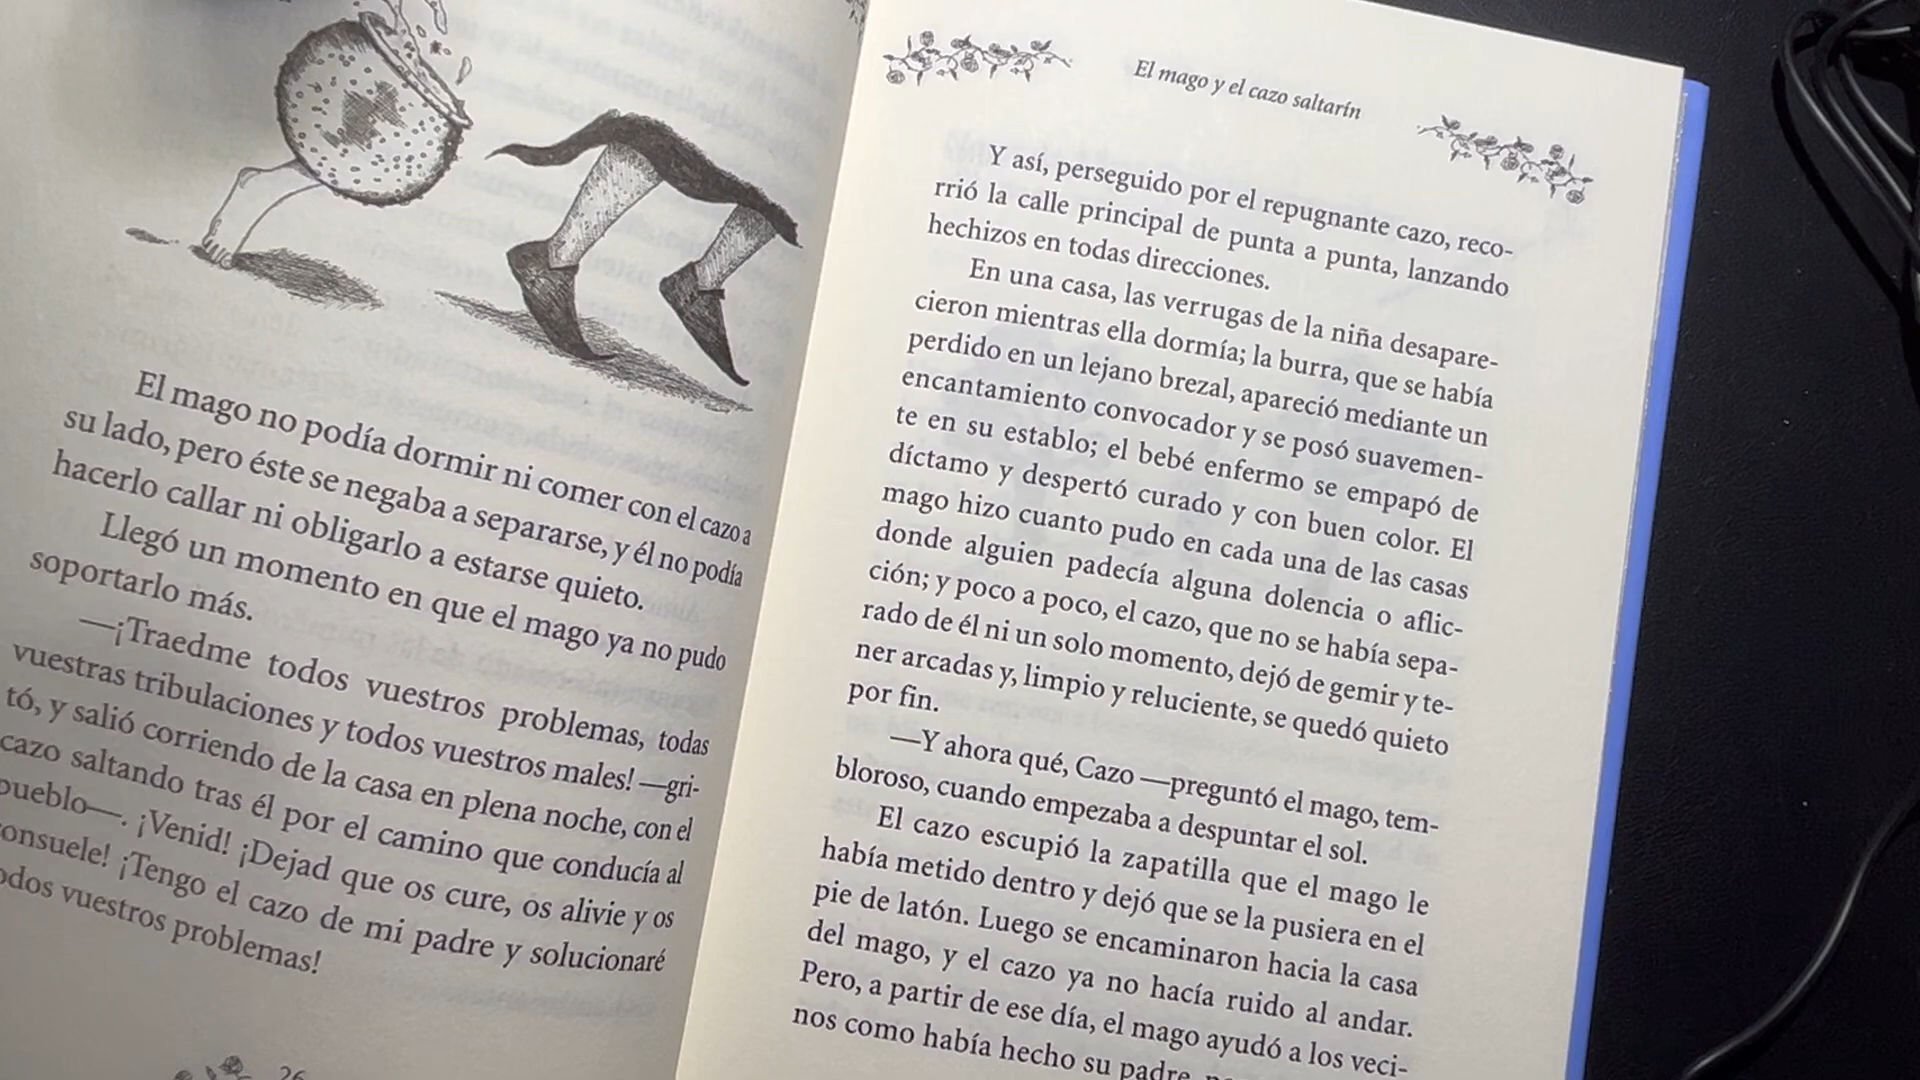 El mago no podía dormir ni comer con el cazo a
su lado, pero éste se negaba a separarse, y él no podía
hacerlo callar ni obligarlo a estarse quieto.
Llegó un momento en que el mago ya no pudo
soportarlo más.
—¡Traedme todos vuestros problemas, todas
vuestras tribulaciones y todos vuestros males! —gri-
tó, y salió corriendo de la casa en plena noche, con el
cazo saltando tras él por el camino que conducía al
pueblo—. ¡Venid! ¡Dejad que os cure, os alivie y os
onsuele! ¡Tengo el cazo de mi padre y solucionaré
odos vuestros problemas!
26
El mago y el cazo saltarín
Y así, perseguido por el repugnante cazo, reco-
rrió la calle principal de punta a punta, lanzando
hechizos en todas direcciones.
En una casa, las verrugas de la niña desapare-
cieron mientras ella dormía; la burra, que se había
perdido en un lejano brezal, apareció mediante un
encantamiento convocador y se posó suavemen-
te en su establo; el bebé enfermo se empapó de
díctamo y despertó curado y con buen color. El
mago hizo cuanto pudo en cada una de las casas
donde alguien padecía alguna dolencia o aflic-
ción; y poco a poco, el cazo, que no se había sepa-
rado de él ni un solo momento, dejó de gemir y te-
ner arcadas y, limpio y reluciente, se quedó quieto
por fin.
—Y ahora qué, Cazo —preguntó el mago, tem-
bloroso, cuando empezaba a despuntar el sol.
El cazo escupió la zapatilla que el mago le
había metido dentro y dejó que se la pusiera en el
pie de latón. Luego se encaminaron hacia la casa
del mago, y el cazo ya no hacía ruido al andar.
Pero, a partir de ese día, el mago ayudó a los veci-
nos como había hecho su padre,